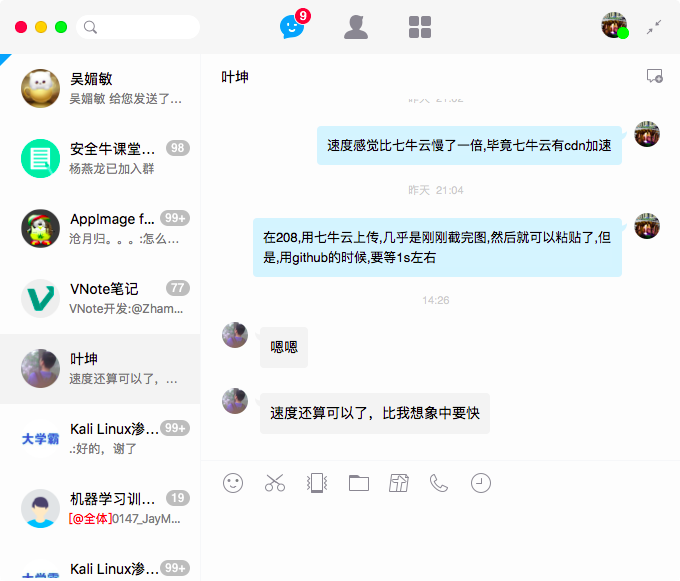 9
吴媚敏
吴媚敏 给您发送了...
安全牛课堂...
98
杨燕龙已加入群
AppImage f...
99+
沧月归。。。:怎么...
VNote笔记
77
VNote开发:@Zham...
叶坤
速度还算可以了，...
大学霸
Kali Linux渗...
99+
.:好的，谢了
机器学习训...
19
[@全体]0147_JayM...
大学霸
Kali Linux渗...
99+
叶坤
昨天 21:02
速度感觉比七牛云慢了一倍,毕竟七牛云有cdn加速
昨天 21:04
在208,用七牛云上传,几乎是刚刚截完图,然后就可以粘贴了,但
是,用github的时候,要等1s左右
14:26
嗯嗯
速度还算可以了，比我想象中要快